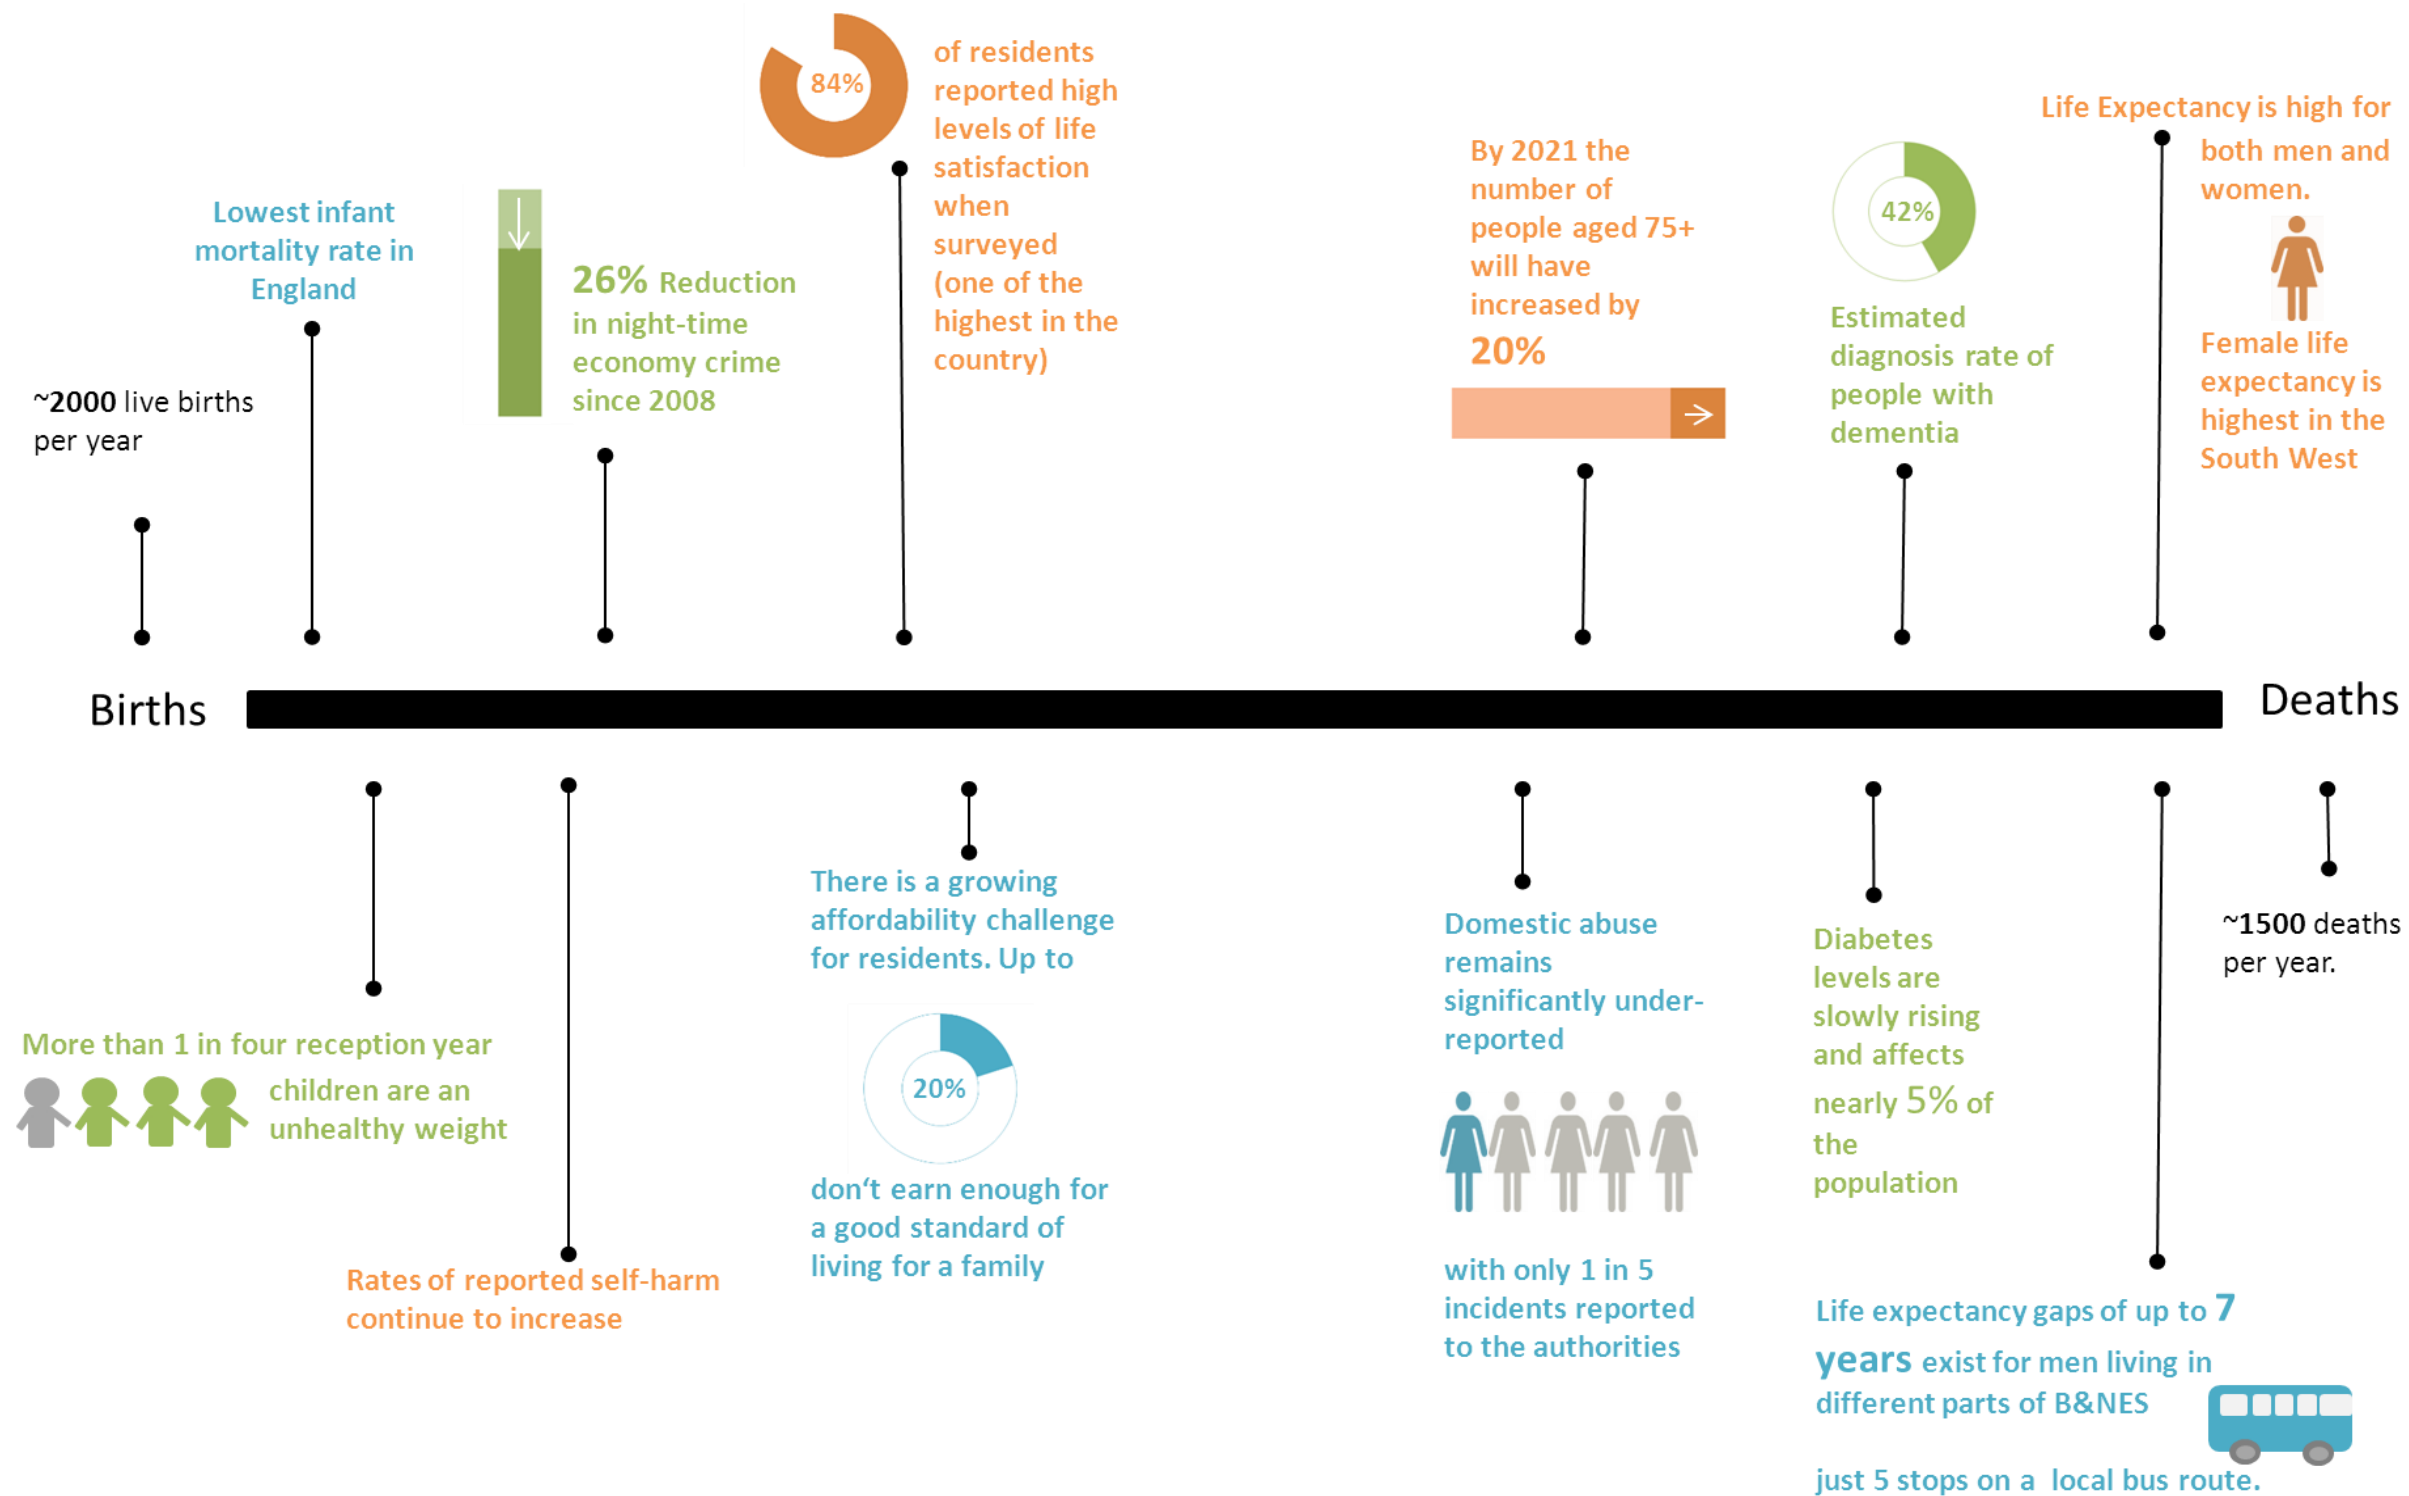 ~2000 live births
per year
Lowest infant
mortality rate in
England
26% Reduction
in night-time
economy crime
since 2008
84%
of residents
reported high
levels of life
satisfaction
when
surveyed
(one of the
highest in the
country)
By 2021 the
number of
people aged 75+
will have
increased by
20%
42%
Estimated
diagnosis rate of
people with
dementia
Life Expectancy is high for
both men and
women.
Female life
expectancy is
highest in the
South West
Births
Deaths
More than 1 in four reception year
children are an
unhealthy weight
Rates of reported self-harm
continue to increase
There is a growing
affordability challenge
for residents. Up to
20%
don‘t earn enough for
a good standard of
living for a family
Domestic abuse
remains
significantly under-
reported
with only 1 in 5
incidents reported
to the authorities
Diabetes
levels are
slowly rising
and affects
nearly 5% of
the
population
Life expectancy gaps of up to 7
years exist for men living in
different parts of B&NES
just 5 stops on a local bus route.
~1500 deaths
per year.